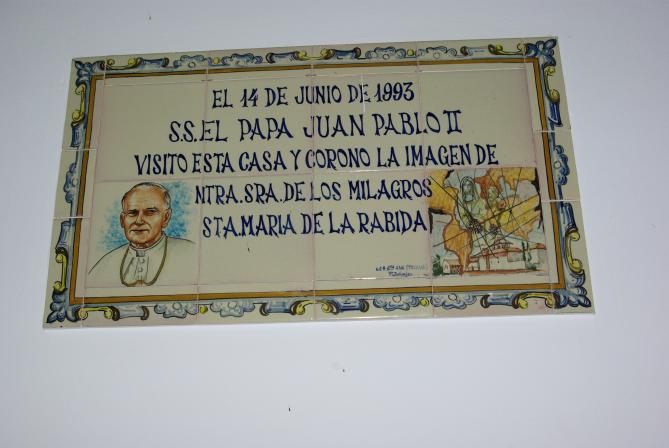 EL 14 DE JUNIO DE 1993
S.S. EL PAPA JUAN PABLO II
VISITO ESTA CASA Y CORONO LA IMAGEN DE
NTRA. SRA. DE LOS MILAGROS
STA. MARIA DE LA RABIDA